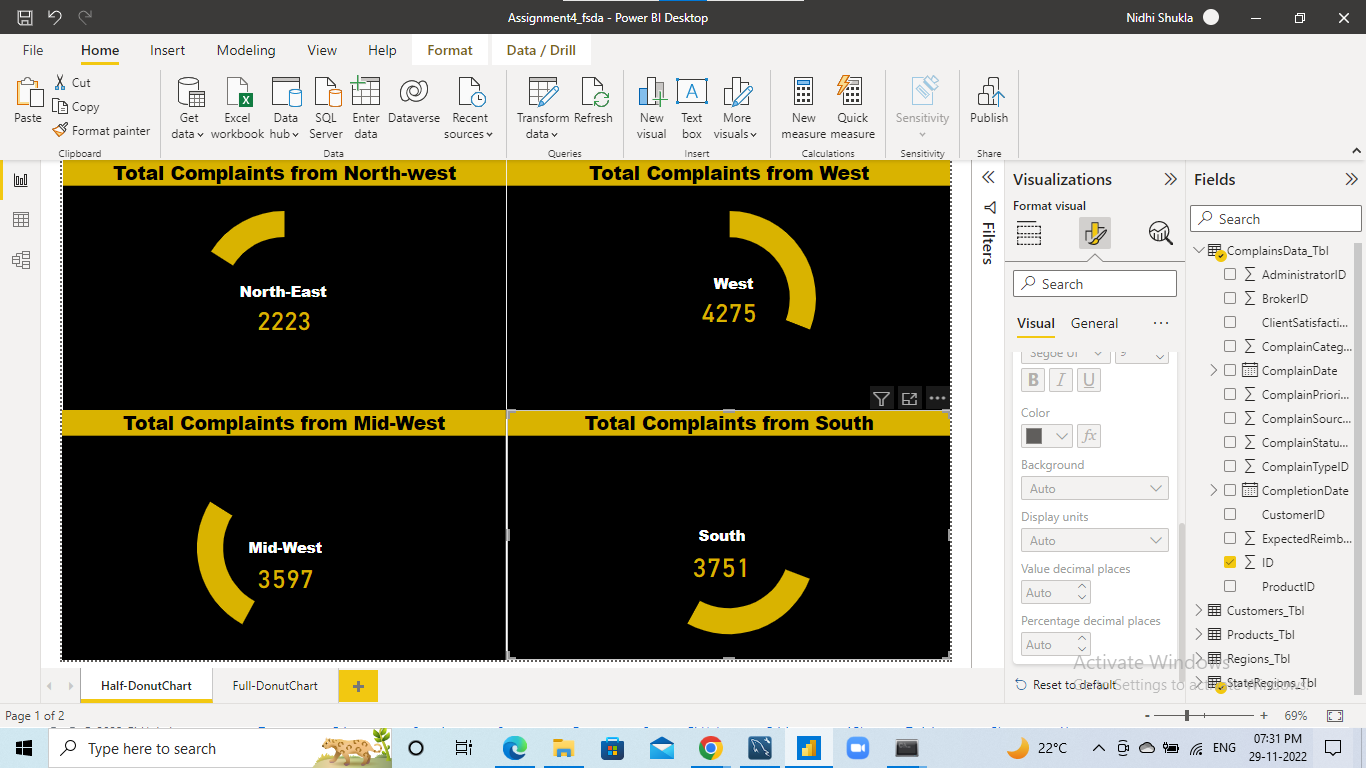 Assignment4_fsda - Power BI Desktop
Nidhi Shukla
File Home Insert Modeling View Help Format Data / Drill
Paste
Cut
Copy
Format painter
Clipboard
Get data
Excel workbook
Data hub
SQL Server
Enter data
Dataverse
Recent sources
Data
Transform data
Refresh
Queries
New visual
Text box
More visuals
Insert
New measure
Quick measure
Calculations
Sensitivity
Sensitivity
Publish
Share
Total Complaints from North-west
North-East
2223
Total Complaints from West
West
4275
Total Complaints from Mid-West
Mid-West
3597
Total Complaints from South
South
3751
Filters
Visualizations
Format visual
Search
Visual General
Segoe UI 9
B I U
Color
fx
Background
Auto
Display units
Auto
Value decimal places
Auto
Percentage decimal places
Auto
Reset to default
Fields
Search
ComplainsData_Tbl
AdministratorID
BrokerID
ClientSatisfacti...
ComplainCateg...
ComplainDate
ComplainPriori...
ComplainSourc...
ComplainStatu...
ComplainTypeID
CompletionDate
CustomerID
ExpectedReimb...
ID
ProductID
Customers_Tbl
Products_Tbl
Regions_Tbl
StateRegions_Tbl
Activate Windows
Half-DonutChart Full-DonutChart +
Page 1 of 2
- + 69%
Type here to search
22°C
ENG
07:31 PM
29-11-2022